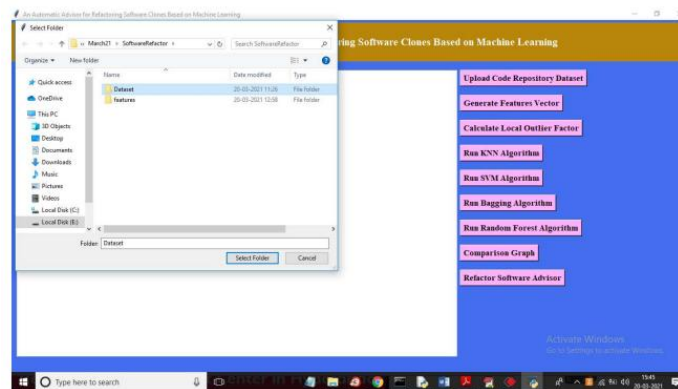 An Automatic Advisor for Refactoring Software Clones Based on Machine Learning
Select Folder
ring Software Clones Based on Machine Learning
« March21 › SoftwareRefactor ›
Search SoftwareRefactor
Organize
New folder
Name
Date modified
Type
Quick access
OneDrive
This PC
3D Objects
Desktop
Documents
Downloads
Music
Pictures
Videos
Local Disk (C:)
Local Disk (E:)
Dataset
20-03-2021 11:26
File folder
features
20-03-2021 12:58
File folder
Folder:
Dataset
Select Folder
Cancel
Upload Code Repository Dataset
Generate Features Vector
Calculate Local Outlier Factor
Run KNN Algorithm
Run SVM Algorithm
Run Bagging Algorithm
Run Random Forest Algorithm
Comparison Graph
Refactor Software Advisor
Activate Windows
Go to Settings to activate Windows.
Type here to search
15:45
20-03-2021